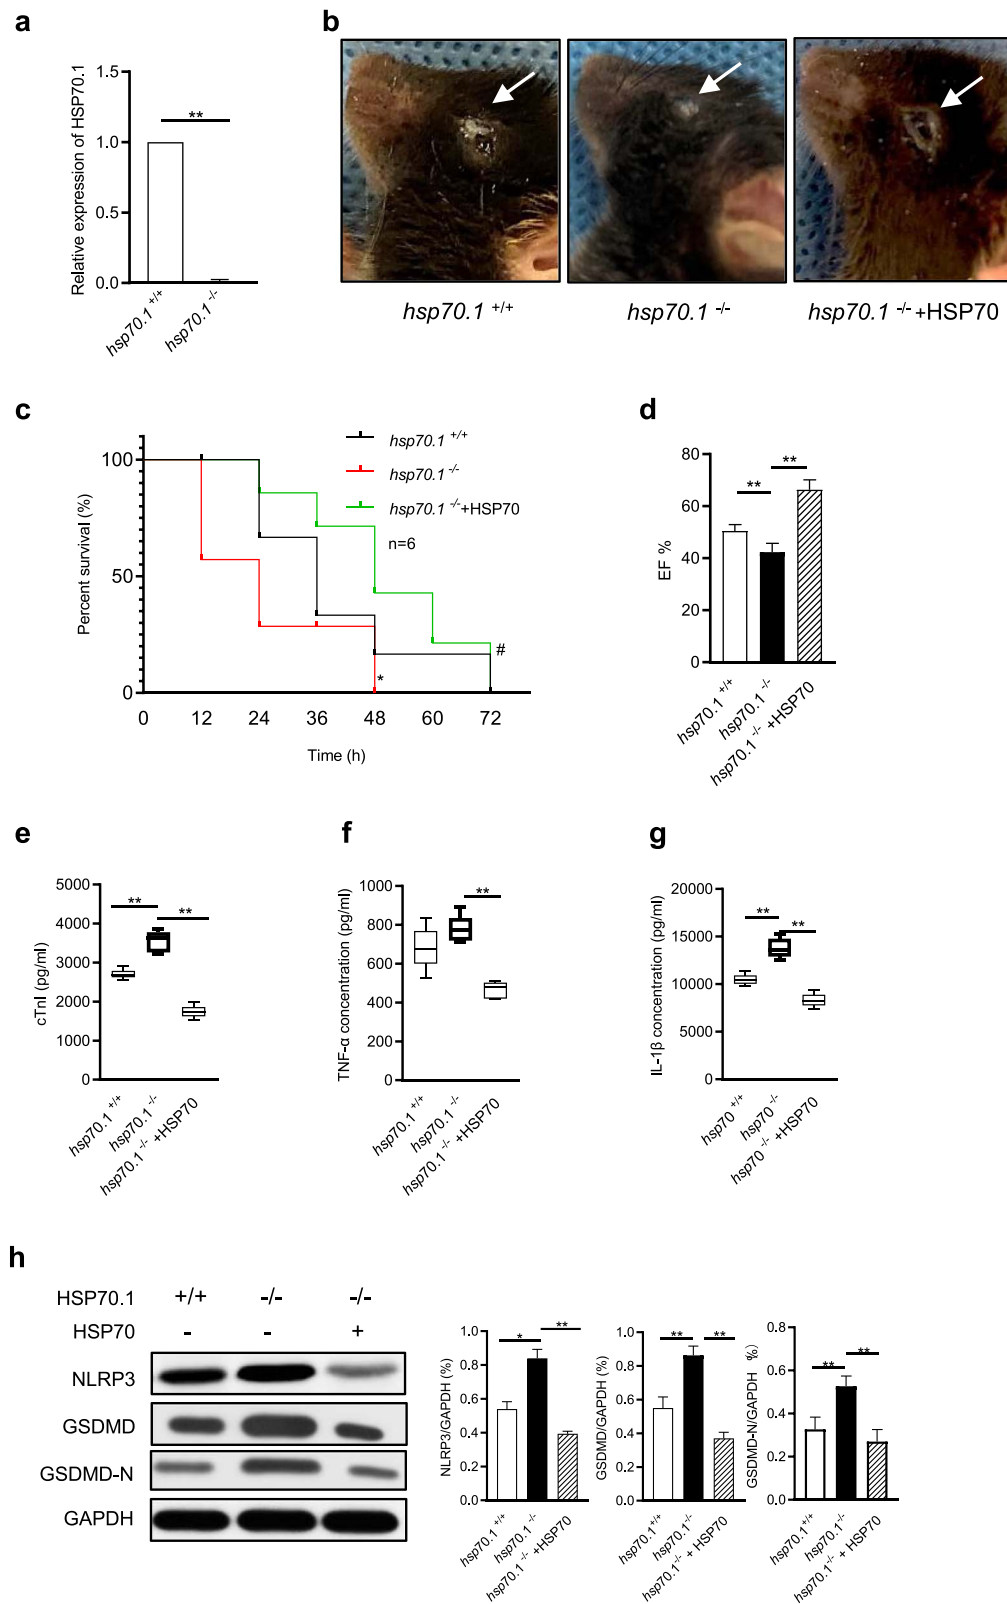 a
Relative expression of HSP70.1
1.5
1.0
0.5
0.0
**
hsp70.1 +/+
hsp70.1 -/-
b
hsp70.1 +/+
hsp70.1 -/-
hsp70.1 -/- +HSP70
c
Percent survival (%)
100
50
0
hsp70.1 +/+
hsp70.1 -/-
hsp70.1 -/- +HSP70
n=6
*
#
0 12 24 36 48 60 72
Time (h)
d
EF %
80
60
40
20
0
** **
hsp70.1 +/+
hsp70.1 -/-
hsp70.1 -/- +HSP70
e
cTnI (pg/ml)
5000
4000
3000
2000
1000
0
** **
hsp70.1 +/+
hsp70.1 -/-
hsp70.1 -/- +HSP70
f
TNF-α concentration (pg/ml)
1000
800
600
400
200
0
**
hsp70.1 +/+
hsp70.1 -/-
hsp70.1 -/- +HSP70
g
IL-1β concentration (pg/ml)
20000
15000
10000
5000
0
** **
hsp70 +/+
hsp70 -/-
hsp70 -/- +HSP70
h
HSP70.1 +/+ -/- -/-
HSP70 - - +
NLRP3
GSDMD
GSDMD-N
GAPDH
NLRP3/GAPDH (%)
1.0
0.8
0.6
0.4
0.2
0.0
* **
hsp70.1 +/+
hsp70.1 -/-
hsp70.1 -/- +HSP70
GSDMD/GAPDH (%)
1.0
0.8
0.6
0.4
0.2
0.0
** **
hsp70.1 +/+
hsp70.1 -/-
hsp70.1 -/- + HSP70
GSDMD-N/GAPDH %)
0.8
0.6
0.4
0.2
0.0
** **
hsp70.1 +/+
hsp70.1 -/-
hsp70.1 -/- + HSP70